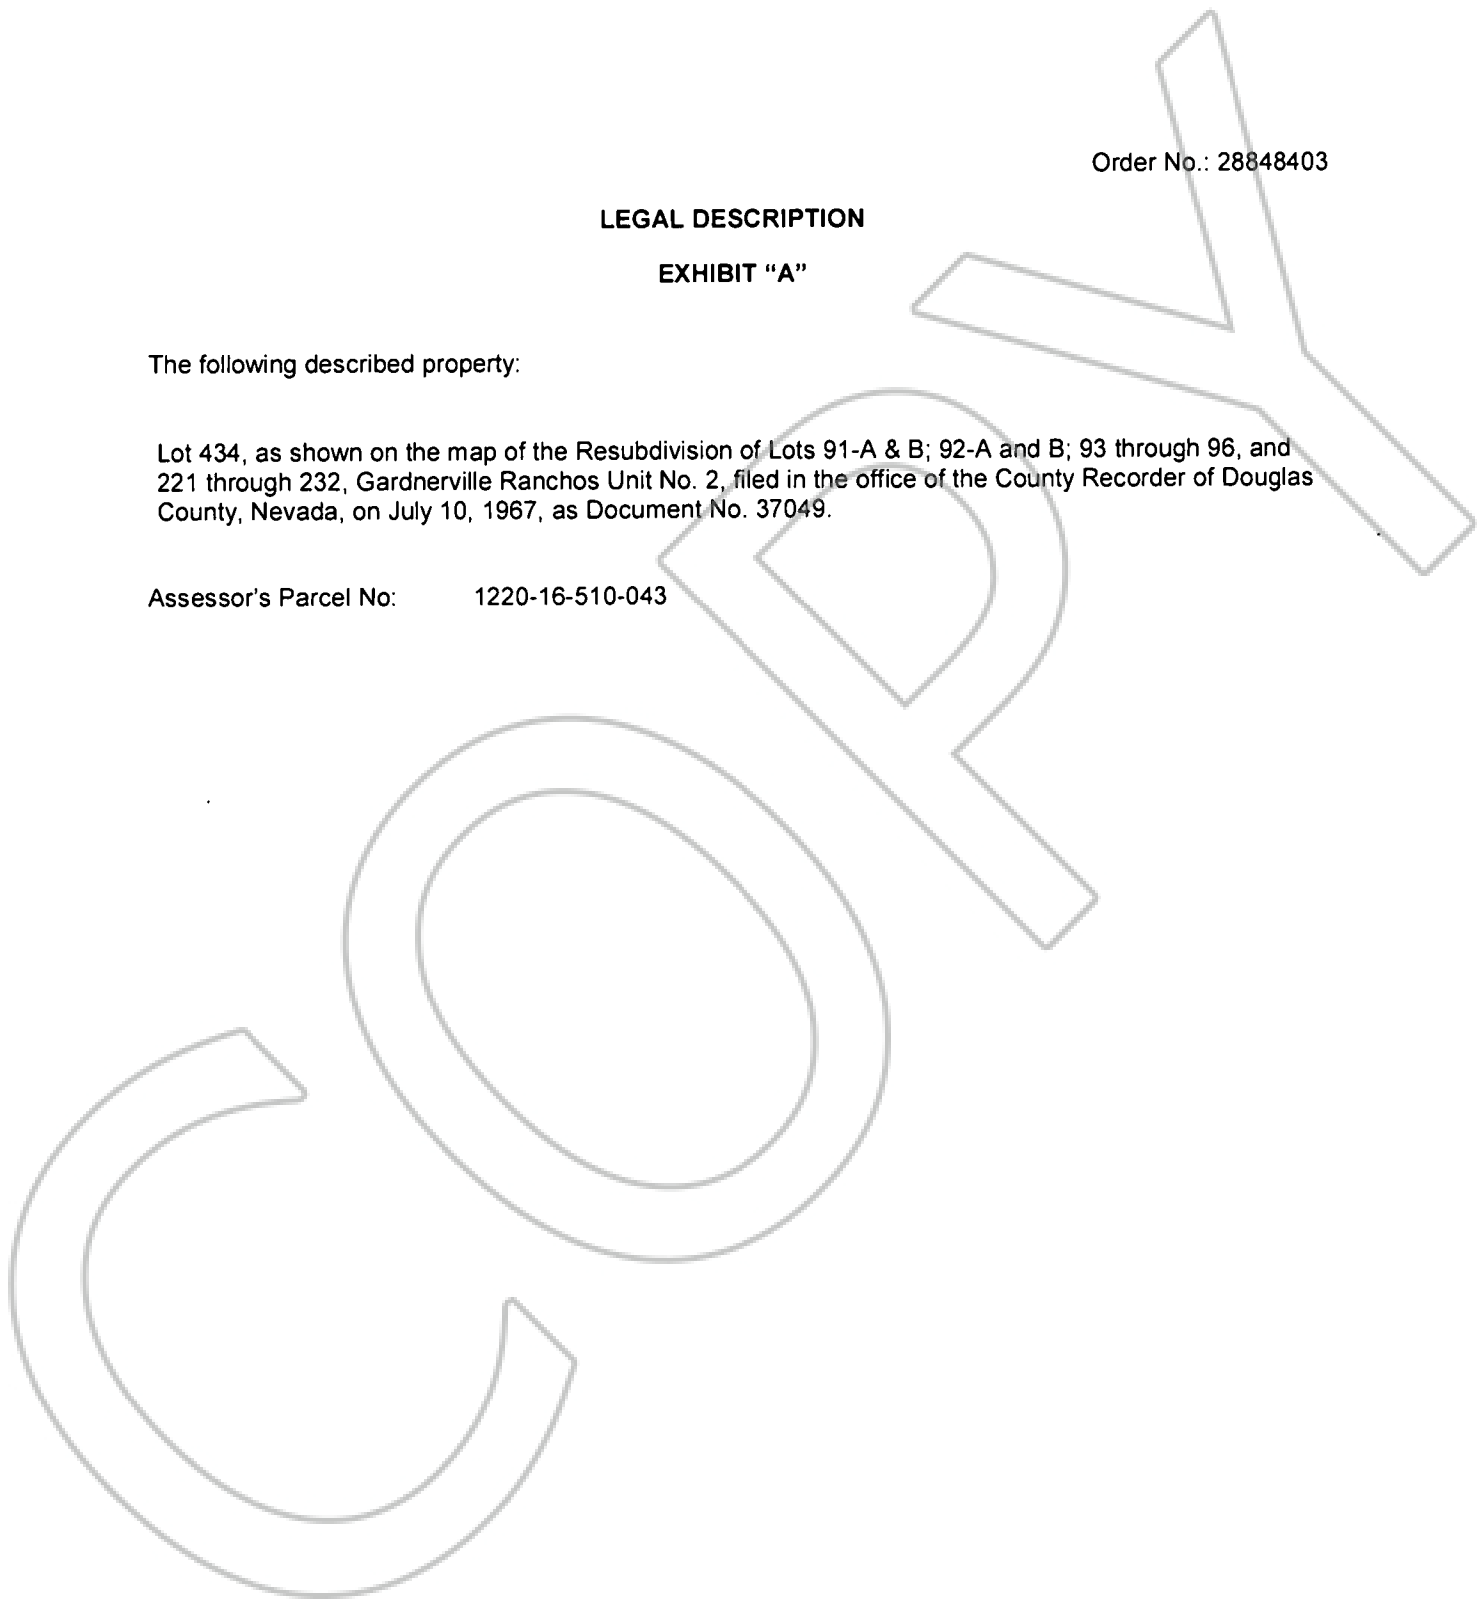 Order No.: 28848403
LEGAL DESCRIPTION
EXHIBIT “A”
The following described property:
Lot 434, as shown on the map of the Resubdivision of Lots 91-A & B; 92-A and B; 93 through 96, and
221 through 232, Gardnerville Ranchos Unit No. 2, filed in the office of the County Recorder of Douglas
County, Nevada, on July 10, 1967, as Document No. 37049.
Assessor’s Parcel No: 1220-16-510-043
COPY